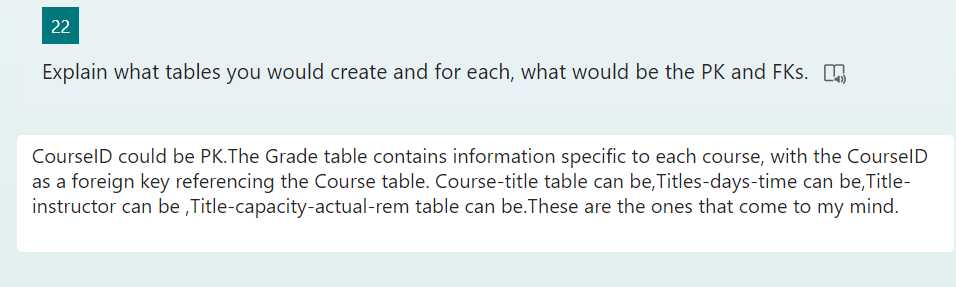 22
Explain what tables you would create and for each, what would be the PK and FKs.
CourseID could be PK.The Grade table contains information specific to each course, with the CourseID
as a foreign key referencing the Course table. Course-title table can be,Titles-days-time can be,Title-
instructor can be ,Title-capacity-actual-rem table can be.These are the ones that come to my mind.